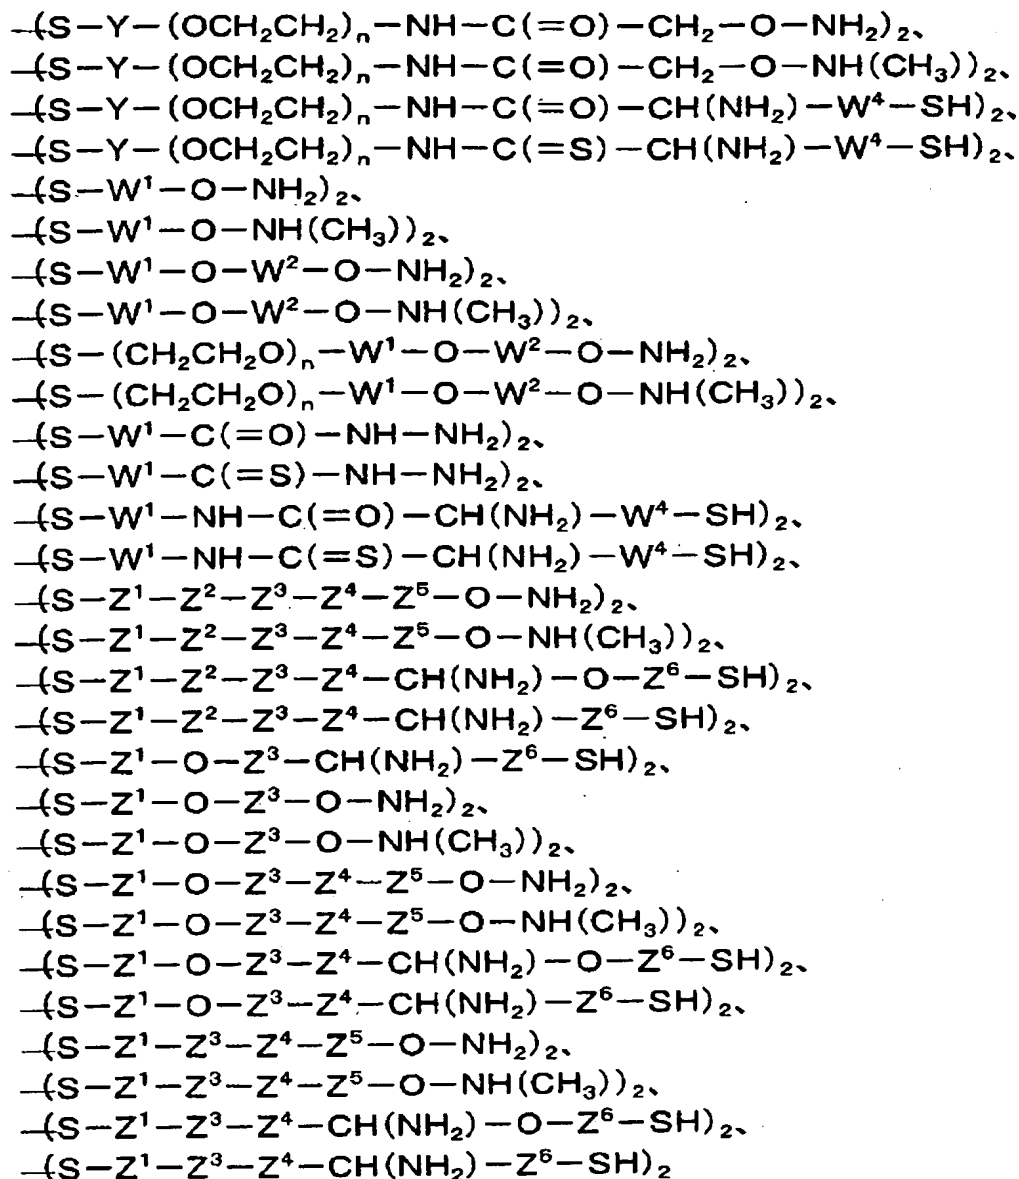 -(S-Y-(OCH₂CH₂)ₙ-NH-C(=O)-CH₂-O-NH₂)₂、
-(S-Y-(OCH₂CH₂)ₙ-NH-C(=O)-CH₂-O-NH(CH₃))₂、
-(S-Y-(OCH₂CH₂)ₙ-NH-C(=O)-CH(NH₂)-W⁴-SH)₂、
-(S-Y-(OCH₂CH₂)ₙ-NH-C(=S)-CH(NH₂)-W⁴-SH)₂、
-(S-W¹-O-NH₂)₂、
-(S-W¹-O-NH(CH₃))₂、
-(S-W¹-O-W²-O-NH₂)₂、
-(S-W¹-O-W²-O-NH(CH₃))₂、
-(S-(CH₂CH₂O)ₙ-W¹-O-W²-O-NH₂)₂、
-(S-(CH₂CH₂O)ₙ-W¹-O-W²-O-NH(CH₃))₂、
-(S-W¹-C(=O)-NH-NH₂)₂、
-(S-W¹-C(=S)-NH-NH₂)₂、
-(S-W¹-NH-C(=O)-CH(NH₂)-W⁴-SH)₂、
-(S-W¹-NH-C(=S)-CH(NH₂)-W⁴-SH)₂、
-(S-Z¹-Z²-Z³-Z⁴-Z⁵-O-NH₂)₂、
-(S-Z¹-Z²-Z³-Z⁴-Z⁵-O-NH(CH₃))₂、
-(S-Z¹-Z²-Z³-Z⁴-CH(NH₂)-O-Z⁶-SH)₂、
-(S-Z¹-Z²-Z³-Z⁴-CH(NH₂)-Z⁶-SH)₂、
-(S-Z¹-O-Z³-CH(NH₂)-Z⁶-SH)₂、
-(S-Z¹-O-Z³-O-NH₂)₂、
-(S-Z¹-O-Z³-O-NH(CH₃))₂、
-(S-Z¹-O-Z³-Z⁴-Z⁵-O-NH₂)₂、
-(S-Z¹-O-Z³-Z⁴-Z⁵-O-NH(CH₃))₂、
-(S-Z¹-O-Z³-Z⁴-CH(NH₂)-O-Z⁶-SH)₂、
-(S-Z¹-O-Z³-Z⁴-CH(NH₂)-Z⁶-SH)₂、
-(S-Z¹-Z³-Z⁴-Z⁵-O-NH₂)₂、
-(S-Z¹-Z³-Z⁴-Z⁵-O-NH(CH₃))₂、
-(S-Z¹-Z³-Z⁴-CH(NH₂)-O-Z⁶-SH)₂、
-(S-Z¹-Z³-Z⁴-CH(NH₂)-Z⁶-SH)₂